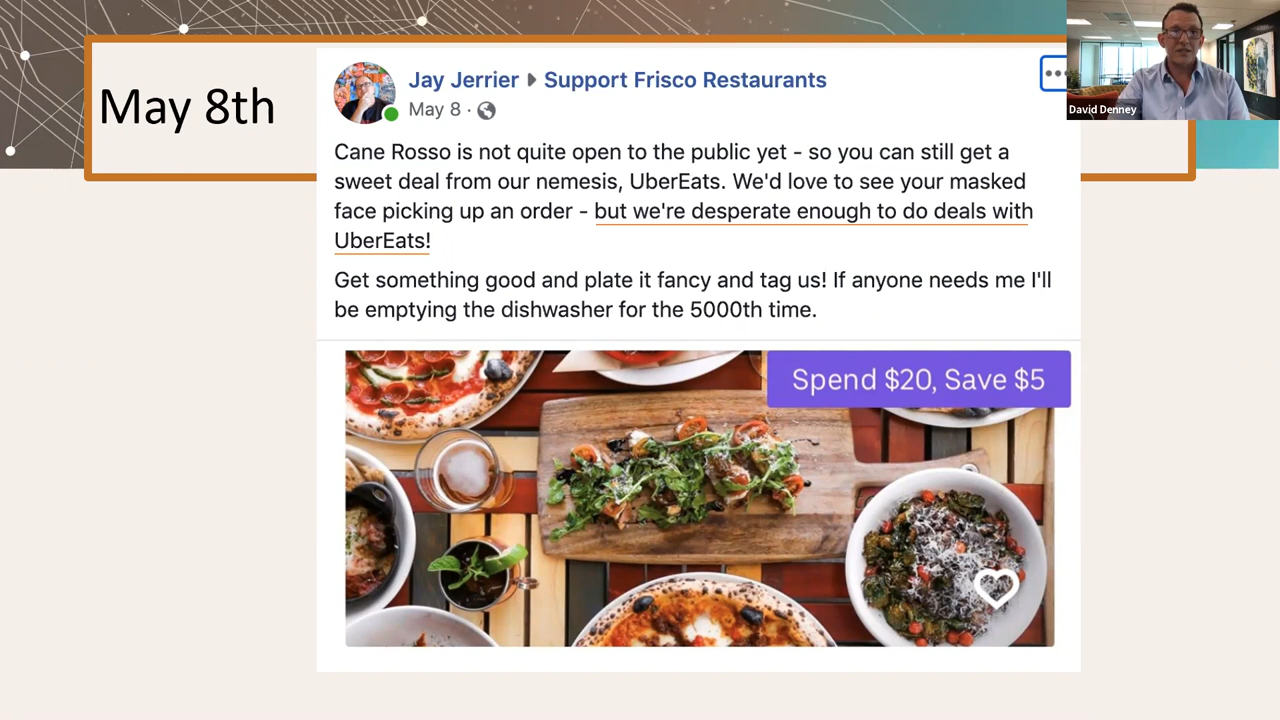 May 8th
Jay Jerrier Support Frisco Restaurants
May 8 ·
Cane Rosso is not quite open to the public yet - so you can still get a
sweet deal from our nemesis, UberEats. We'd love to see your masked
face picking up an order - but we're desperate enough to do deals with
UberEats!
Get something good and plate it fancy and tag us! If anyone needs me I'll
be emptying the dishwasher for the 5000th time.
Spend $20, Save $5
David Denney